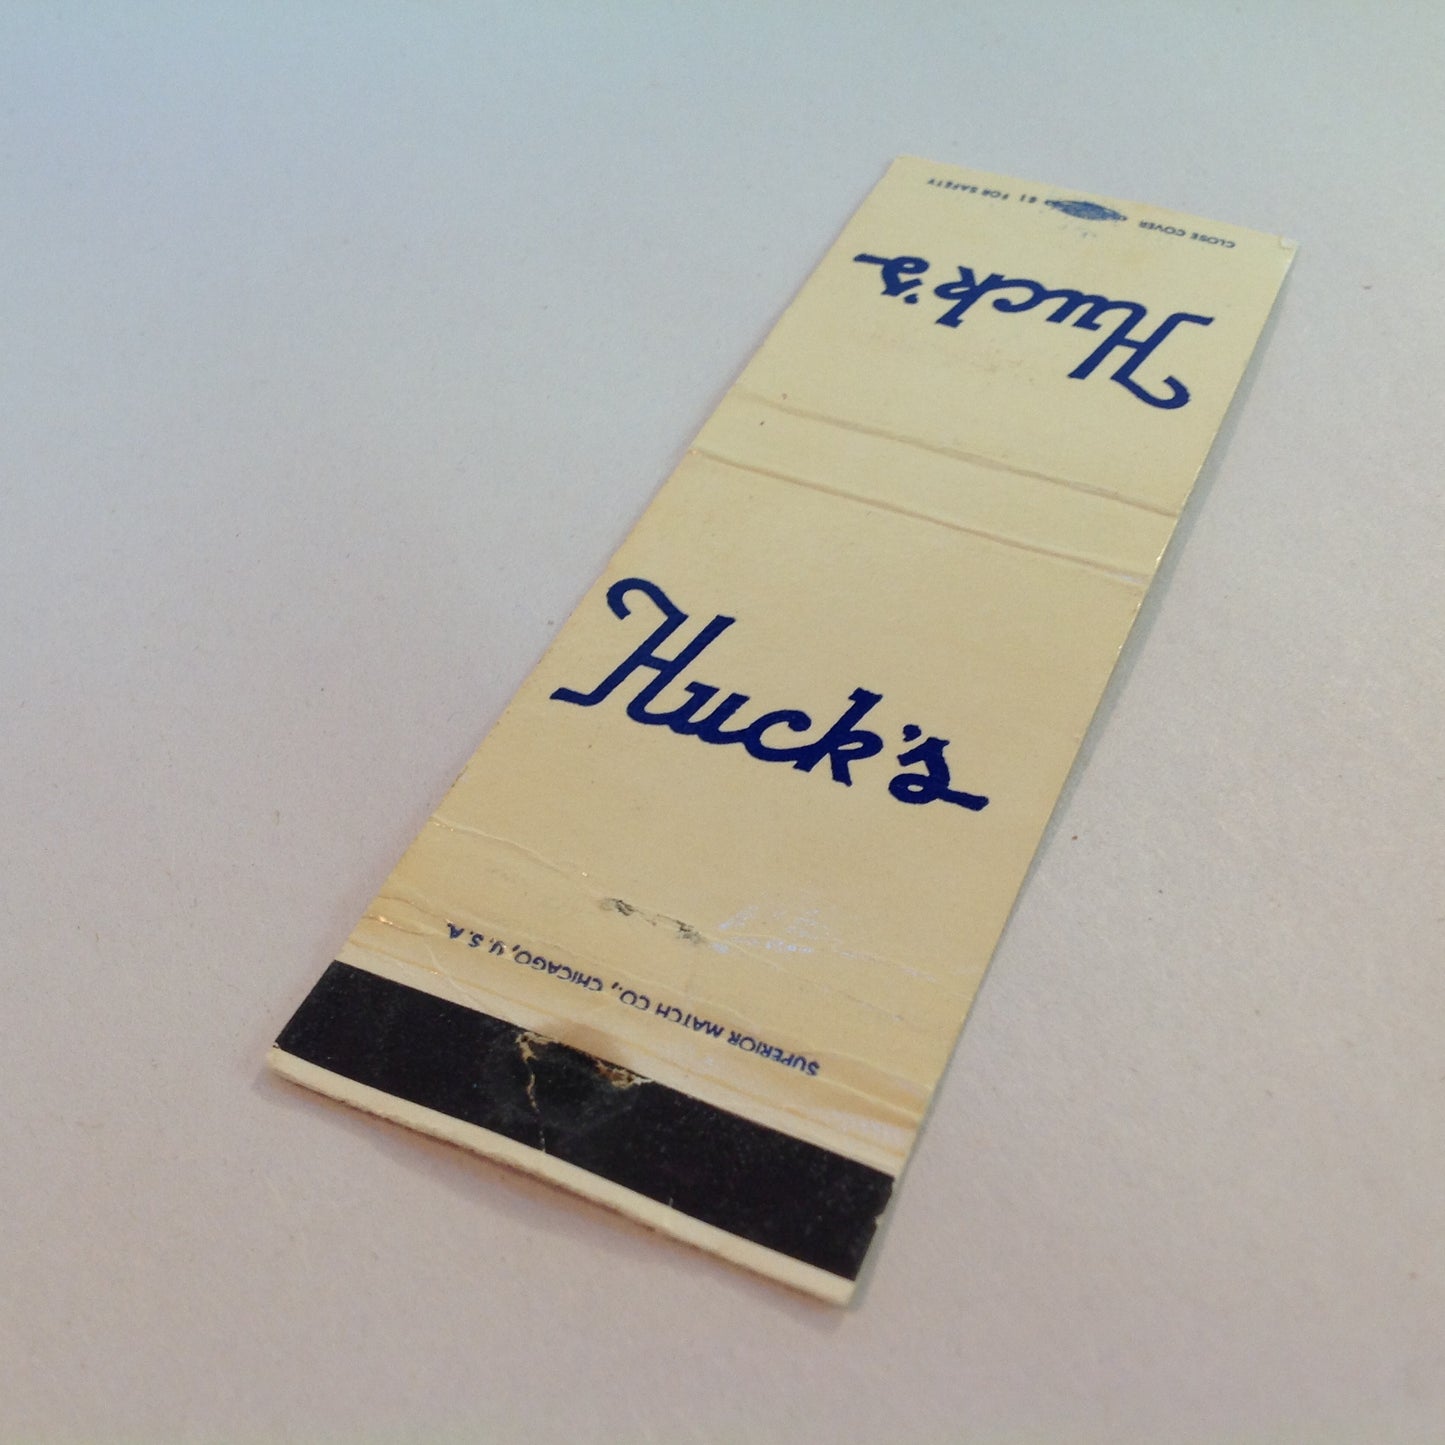 CLOSE COVER FOR SAFETY
Huck's
Huck's
SUPERIOR MATCH CO., CHICAGO, U.S.A.